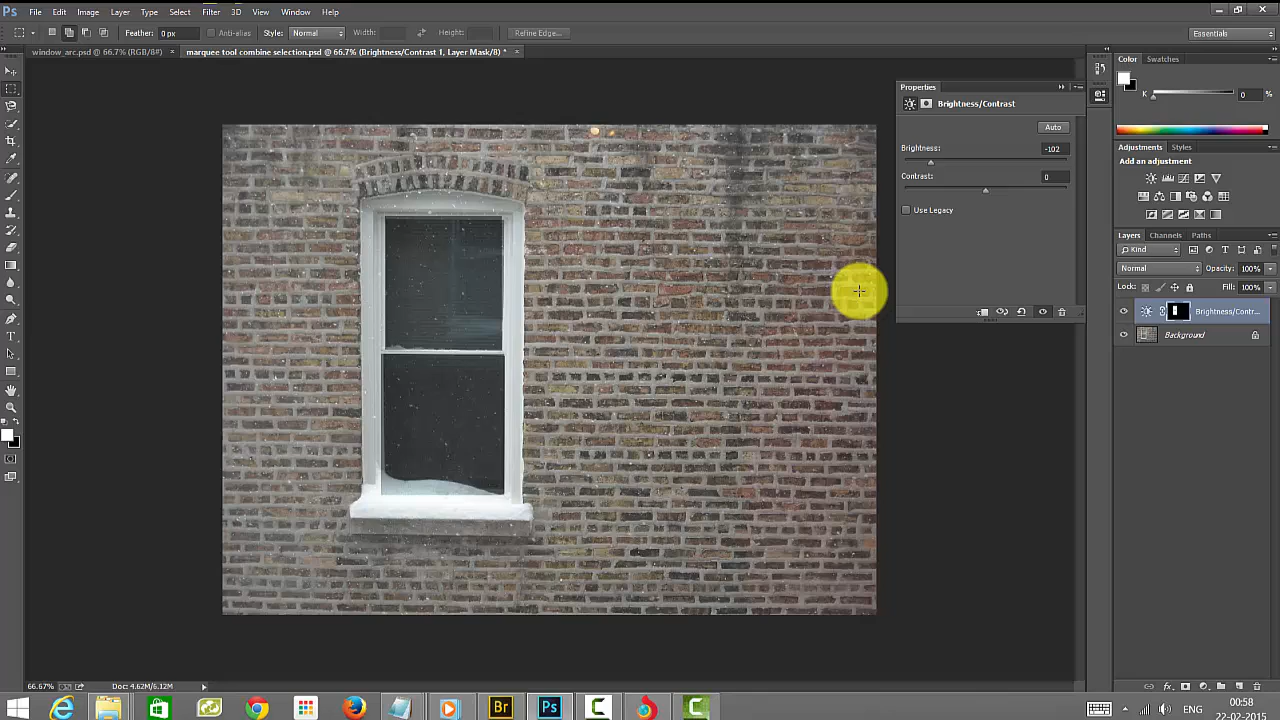 Ps File Edit Image Layer Type Select Filter 3D View Window Help
Feather: 0 px Anti-alias Style: Normal Width: Height: Refine Edge... Essentials
window_arc.psd @ 66.7% (RGB/8#) × marquee tool combine selection.psd @ 66.7% (Brightness/Contrast 1, Layer Mask/8) * ×
Properties
Brightness/Contrast
Auto
Brightness: -102
Contrast: 0
Use Legacy
Color Swatches
K 0 %
Adjustments Styles
Add an adjustment
Layers Channels Paths
Kind
Normal Opacity: 100%
Lock: Fill: 100%
Brightness/Contr...
Background
66.67% Doc: 4.62M/6.12M
Br Ps
ENG
00:58
22-02-2015